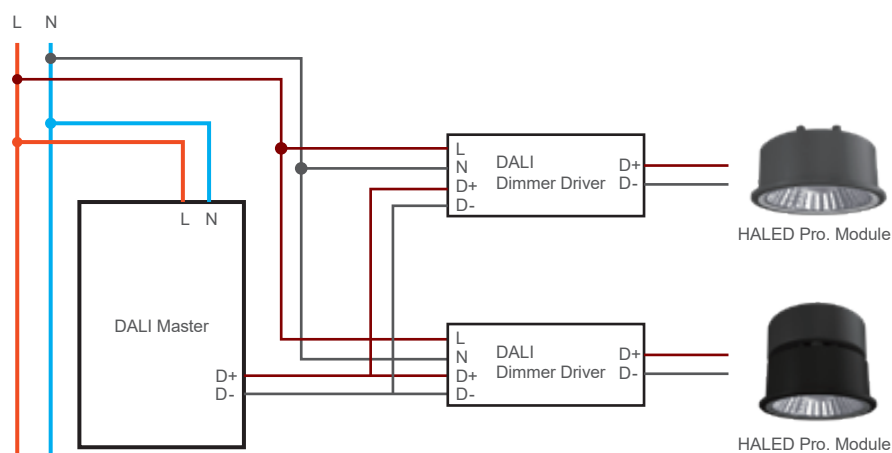 L N
L
N
D+
D-
DALI
Dimmer Driver
D+
D-
HALED Pro. Module
L N
DALI Master
D+
D-
L
N
D+
D-
DALI
Dimmer Driver
D+
D-
HALED Pro. Module